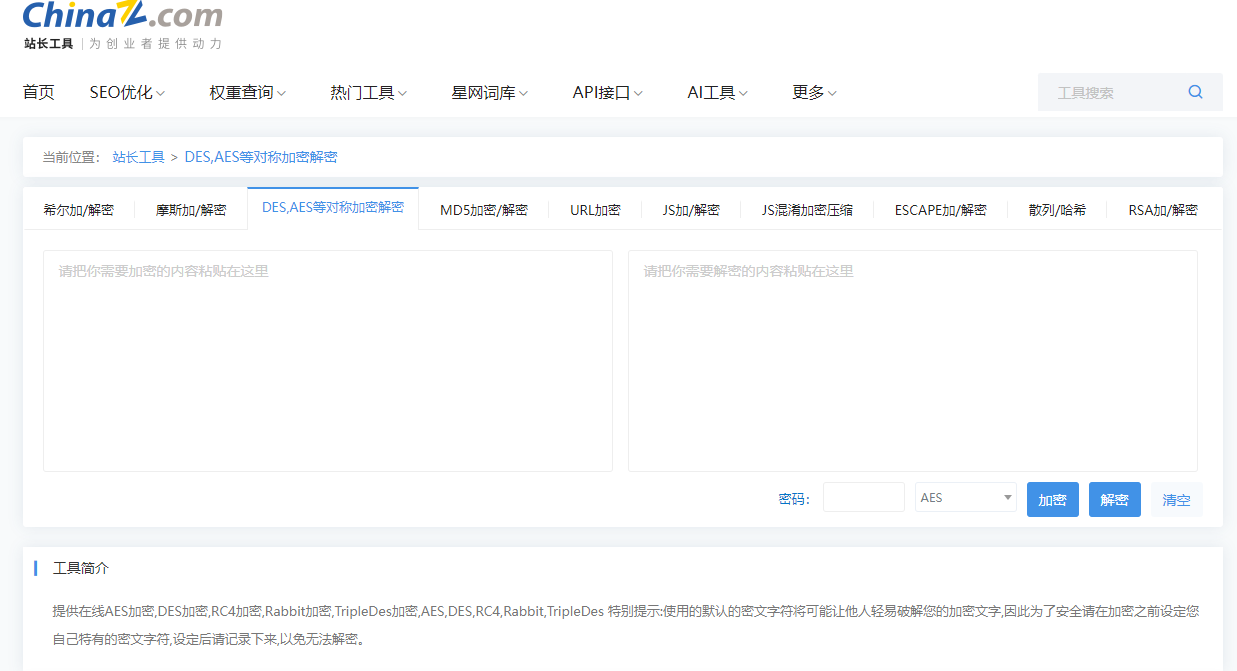 ChinaZ.com
站长工具 | 为创业者提供动力
首页 SEO优化 权重查询 热门工具 星网词库 API接口 AI工具 更多 工具搜索
当前位置： 站长工具 > DES,AES等对称加密解密
希尔加/解密 摩斯加/解密 DES,AES等对称加密解密 MD5加密/解密 URL加密 JS加/解密 JS混淆加密压缩 ESCAPE加/解密 散列/哈希 RSA加/解密
请把你需要加密的内容粘贴在这里 请把你需要解密的内容粘贴在这里
密码： AES 加密 解密 清空
工具简介
提供在线AES加密,DES加密,RC4加密,Rabbit加密,TripleDes加密,AES,DES,RC4,Rabbit,TripleDes 特别提示:使用的默认的密文字符将可能让他人轻易破解您的加密文字,因此为了安全请在加密之前设定您
自己特有的密文字符,设定后请记录下来,以免无法解密。